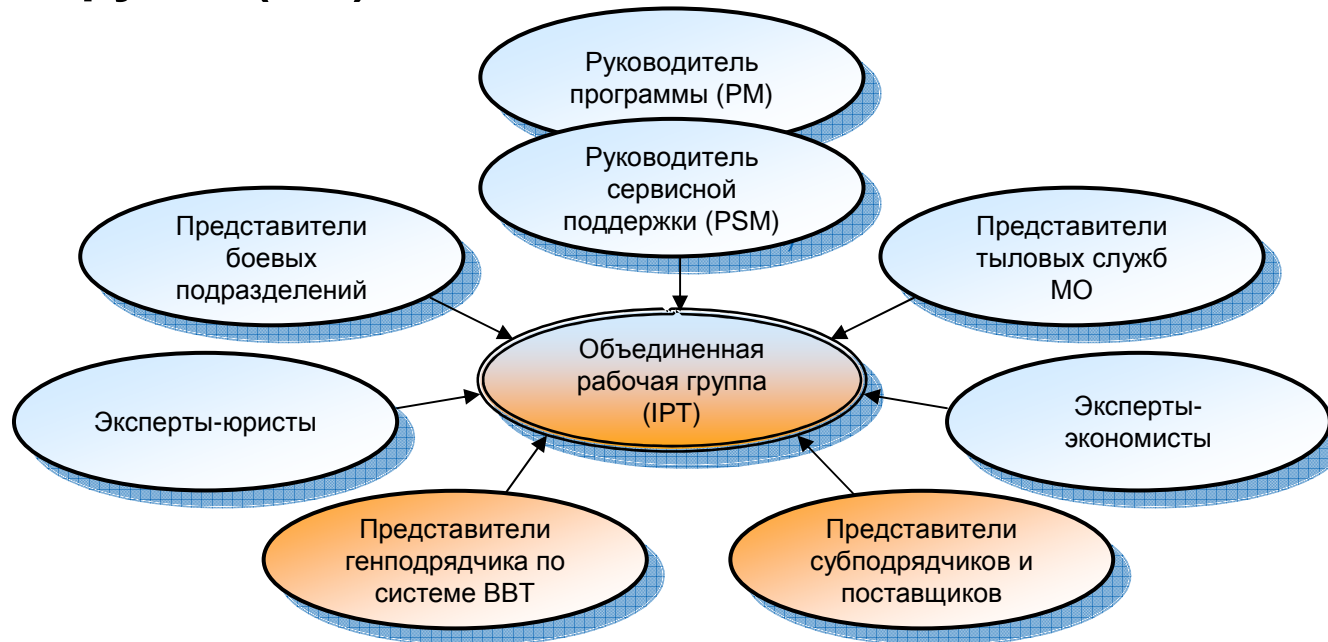 Руководитель
программы (PM)
Руководитель
сервисной
поддержки (PSM)
Представители
боевых
подразделений
Представители
тыловых служб
МО
Объединенная
рабочая группа
(IPT)
Эксперты-юристы
Эксперты-
экономисты
Представители
генподрядчика по
системе ВВТ
Представители
субподрядчиков и
поставщиков